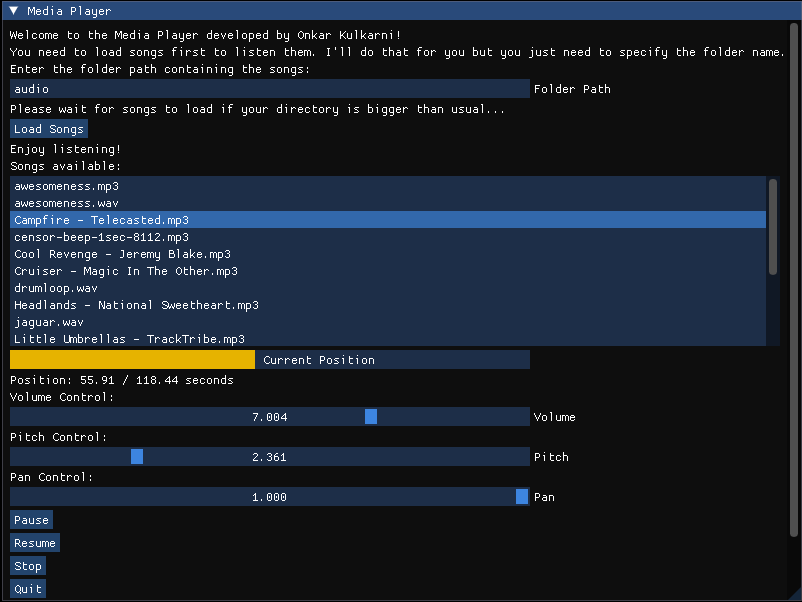 Media Player
Welcome to the Media Player developed by Onkar Kulkarni!
You need to load songs first to listen them. I'll do that for you but you just need to specify the folder name.
Enter the folder path containing the songs:
audio Folder Path
Please wait for songs to load if your directory is bigger than usual...
Load Songs
Enjoy listening!
Songs available:
awesomeness.mp3
awesomeness.wav
Campfire - Telecasted.mp3
censor-beep-1sec-8112.mp3
Cool Revenge - Jeremy Blake.mp3
Cruiser - Magic In The Other.mp3
drumloop.wav
Headlands - National Sweetheart.mp3
jaguar.wav
Little Umbrellas - TrackTribe.mp3
Current Position
Position: 55.91 / 118.44 seconds
Volume Control:
7.004 Volume
Pitch Control:
2.361 Pitch
Pan Control:
1.000 Pan
Pause
Resume
Stop
Quit